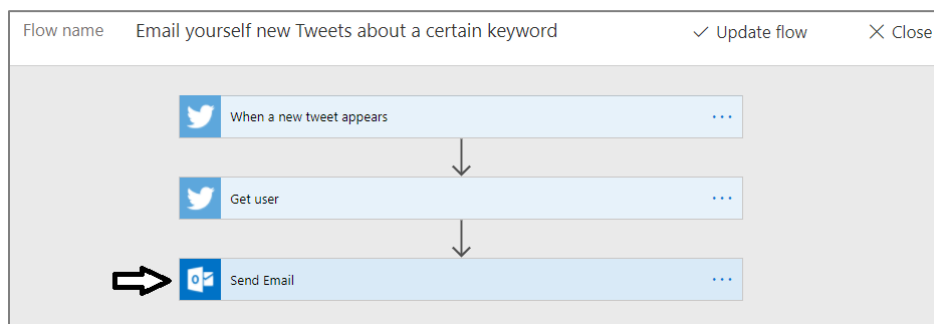 Flow name Email yourself new Tweets about a certain keyword Update flow Close
When a new tweet appears
Get user
Send Email